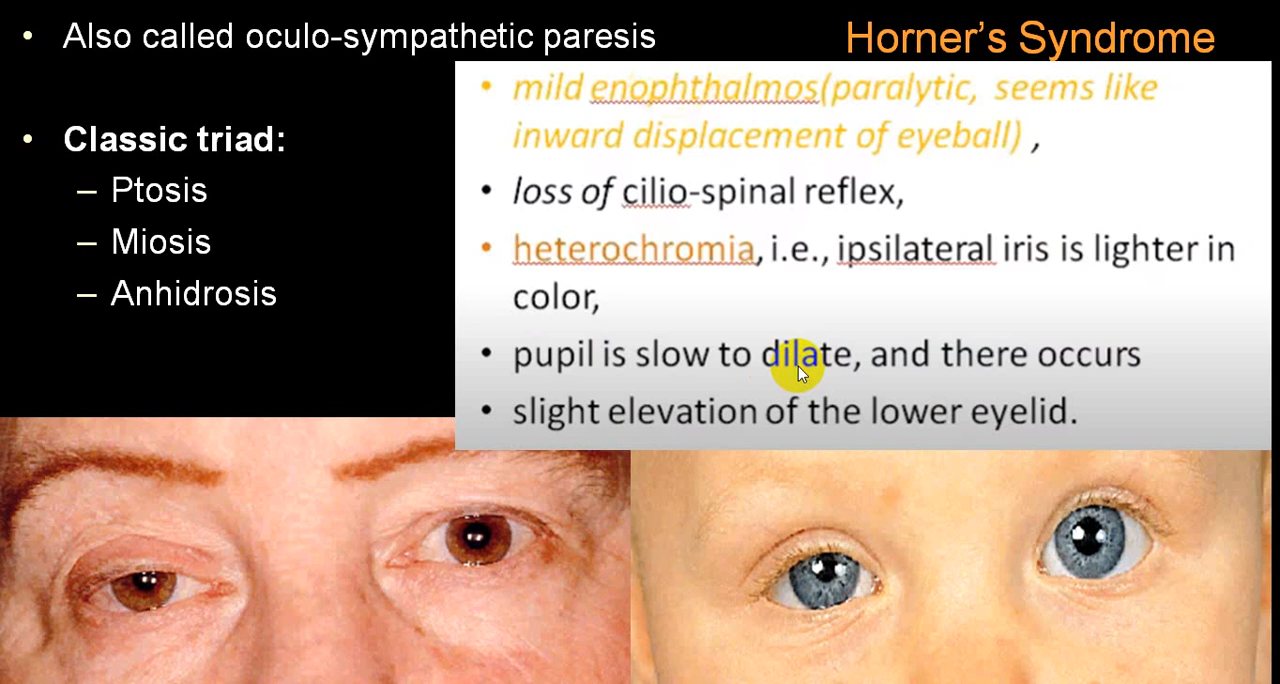 • Also called oculo-sympathetic paresis
Horner's Syndrome
• Classic triad:
– Ptosis
– Miosis
– Anhidrosis
• mild enophthalmos(paralytic, seems like
inward displacement of eyeball) ,
• loss of cilio-spinal reflex,
• heterochromia, i.e., ipsilateral iris is lighter in
color,
• pupil is slow to dilate, and there occurs
• slight elevation of the lower eyelid.